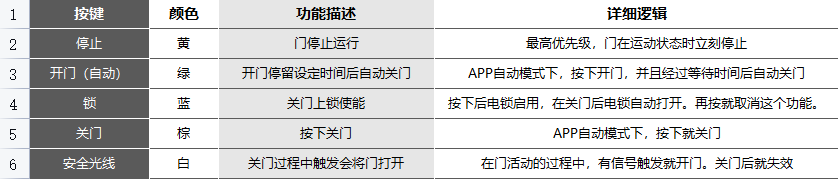 1 按键 颜色 功能描述 详细逻辑
2 停止 黄 门停止运行 最高优先级，门在运动状态时立刻停止
3 开门（自动） 绿 开门停留设定时间后自动关门 APP自动模式下，按下开门，并且经过等待时间后自动关门
4 锁 蓝 关门上锁使能 按下后电锁启用，在关门后电锁自动打开。再按就取消这个功能。
5 关门 棕 按下关门 APP自动模式下，按下就关门
6 安全光线 白 关门过程中触发会将门打开 在门活动的过程中，有信号触发就开门。关门后就失效